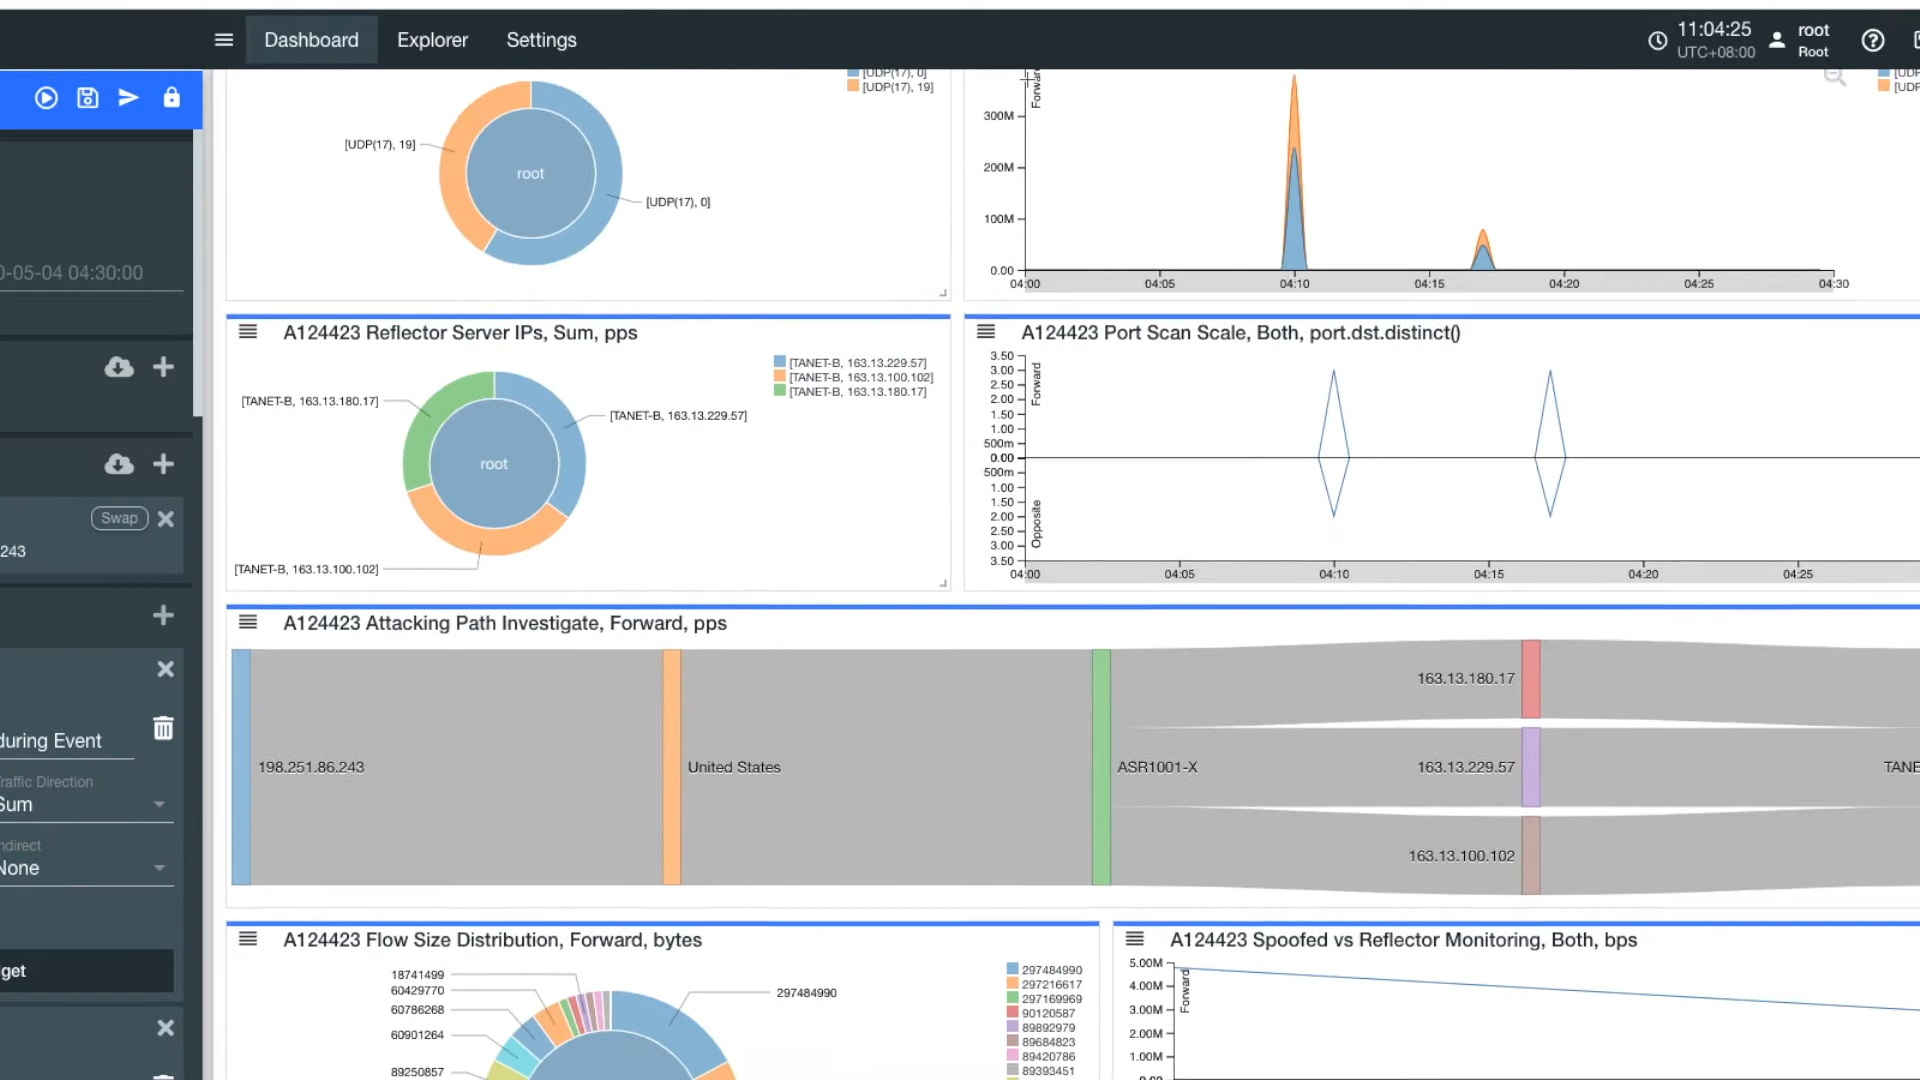 Dashboard
Explorer
Settings
11:04:25
UTC+08:00
root
Root
0-05-04 04:30:00
Swap
243
during Event
Traffic Direction
Sum
Indirect
None
get
[UDP(17), 0]
[UDP(17), 19]
[UDP(17), 19]
root
[UDP(17), 0]
Forward
300M
200M
100M
0.00
04:00
04:05
04:10
04:15
04:20
04:25
04:30
[UDP
[UDP
A124423 Reflector Server IPs, Sum, pps
[TANET-B, 163.13.229.57]
[TANET-B, 163.13.100.102]
[TANET-B, 163.13.180.17]
[TANET-B, 163.13.180.17]
[TANET-B, 163.13.229.57]
root
[TANET-B, 163.13.100.102]
A124423 Port Scan Scale, Both, port.dst.distinct()
3.50
3.00
2.50
2.00
1.50
1.00
500m
0.00
500m
1.00
1.50
2.00
2.50
3.00
3.50
Forward
Opposite
04:00
04:05
04:10
04:15
04:20
04:25
A124423 Attacking Path Investigate, Forward, pps
198.251.86.243
United States
ASR1001-X
163.13.180.17
163.13.229.57
163.13.100.102
TANE
A124423 Flow Size Distribution, Forward, bytes
18741499
60429770
60786268
60901264
89250857
297484990
297484990
297216617
297169969
90120587
89892979
89684823
89420786
89393451
A124423 Spoofed vs Reflector Monitoring, Both, bps
5.00M
4.00M
3.00M
2.00M
1.00M
0.00
Forward